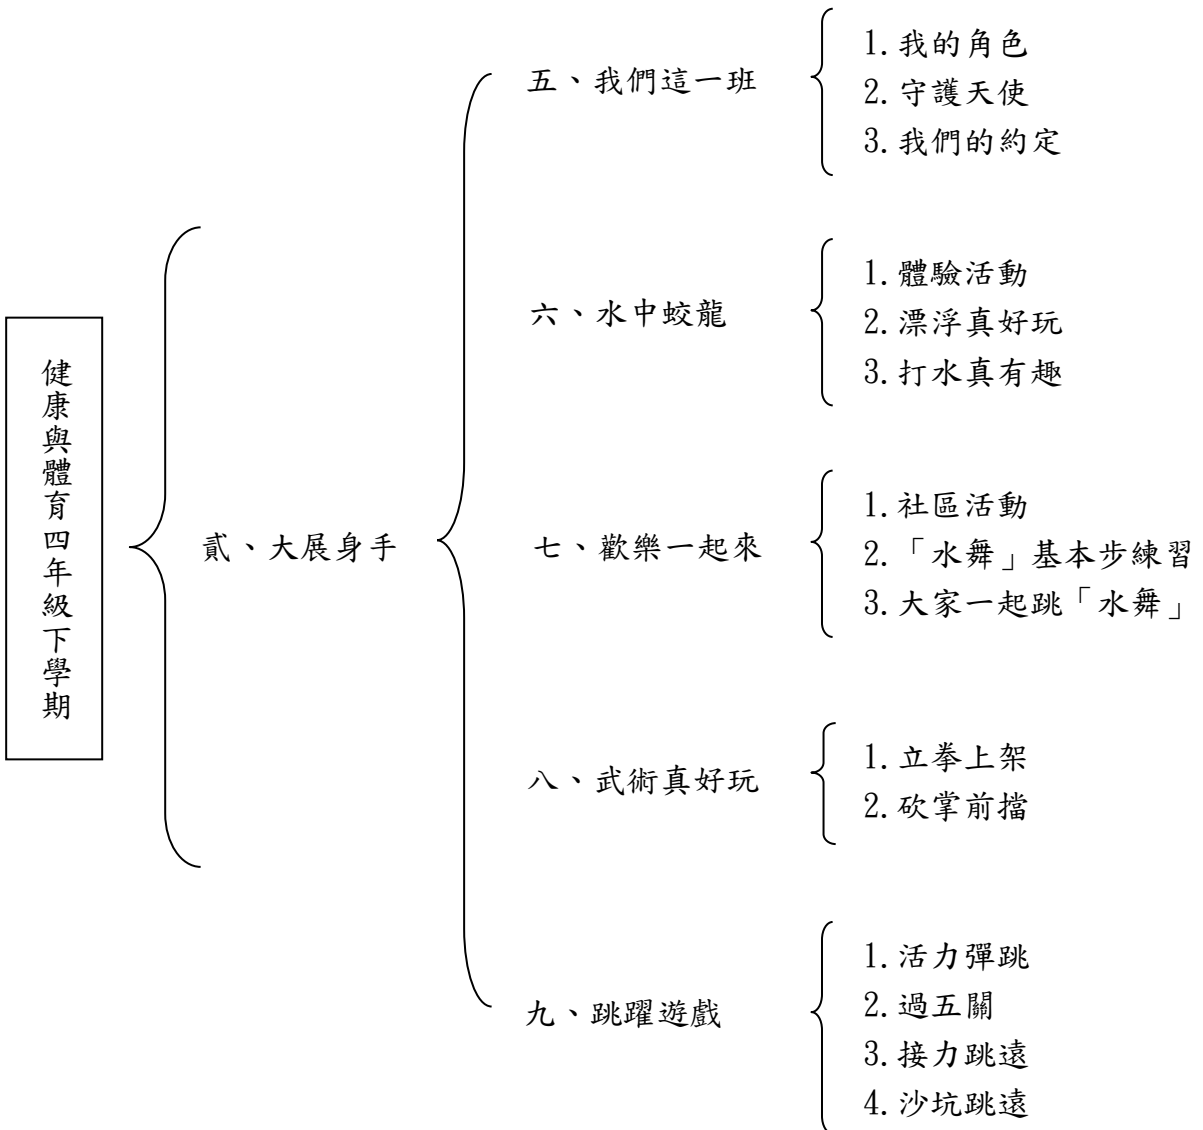 健康與體育四年級下學期
貳、大展身手
五、我們這一班
1.我的角色
2.守護天使
3.我們的約定
六、水中蛟龍
1.體驗活動
2.漂浮真好玩
3.打水真有趣
七、歡樂一起來
1.社區活動
2.「水舞」基本步練習
3.大家一起跳「水舞」
八、武術真好玩
1.立拳上架
2.砍掌前擋
九、跳躍遊戲
1.活力彈跳
2.過五關
3.接力跳遠
4.沙坑跳遠